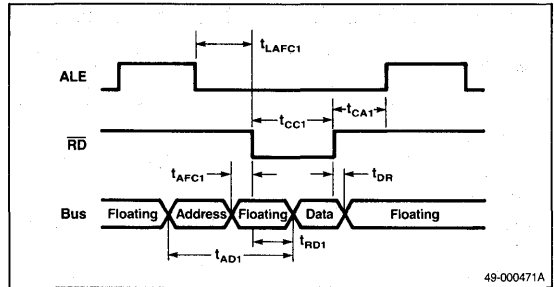 ALE
tLAFC1
tCC1
tCA1
RD
tAFC1
tDR
Bus
Floating
Address
Floating
Data
Floating
tRD1
tAD1
49-000471A